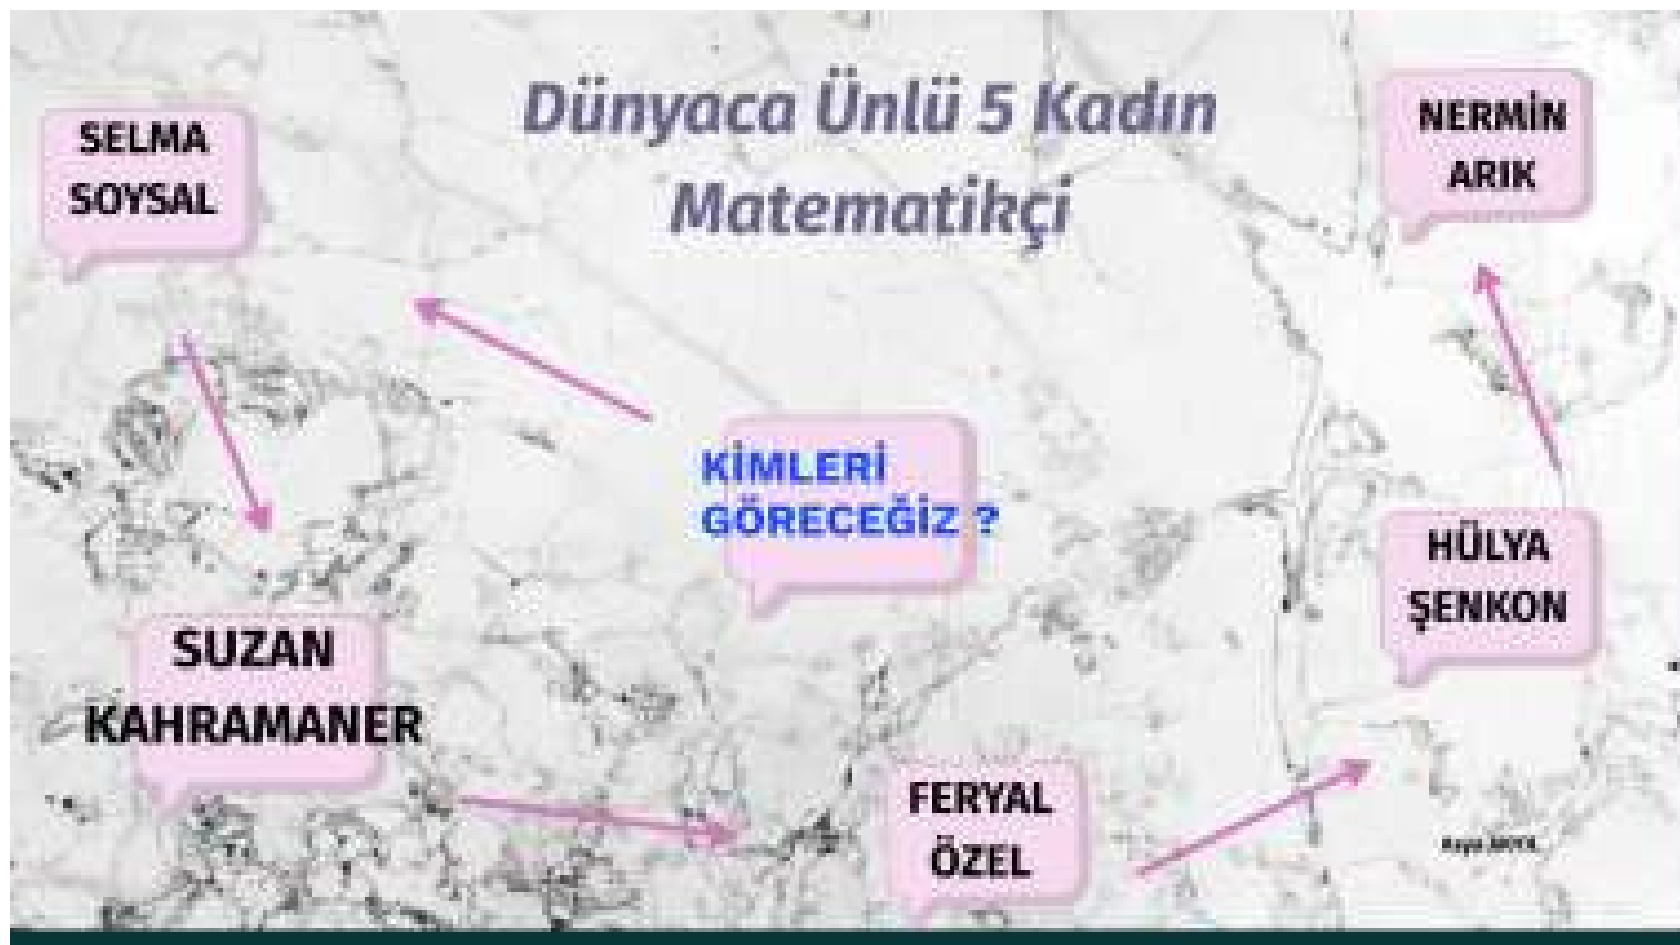 Dünyaca Ünlü 5 Kadın
Matematikçi
SELMA
SOYSAL
NERMİN
ARIK
KİMLERİ
GÖRECEĞİZ ?
HÜLYA
ŞENKON
SUZAN
KAHRAMANER
FERYAL
ÖZEL